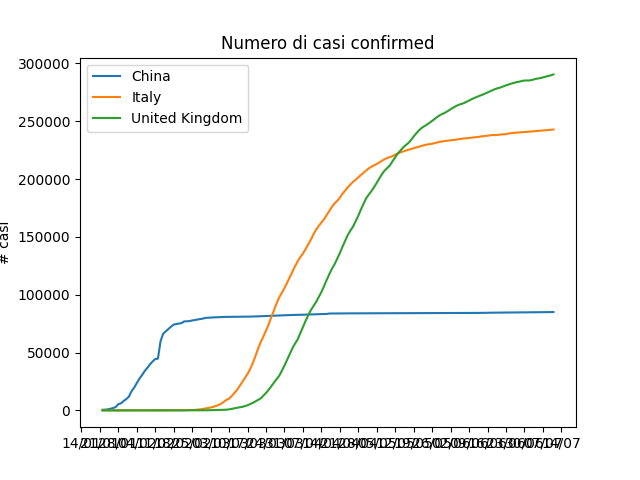 Numero di casi confirmed
China
Italy
United Kingdom
300000
250000
200000
150000
100000
50000
0
# casi